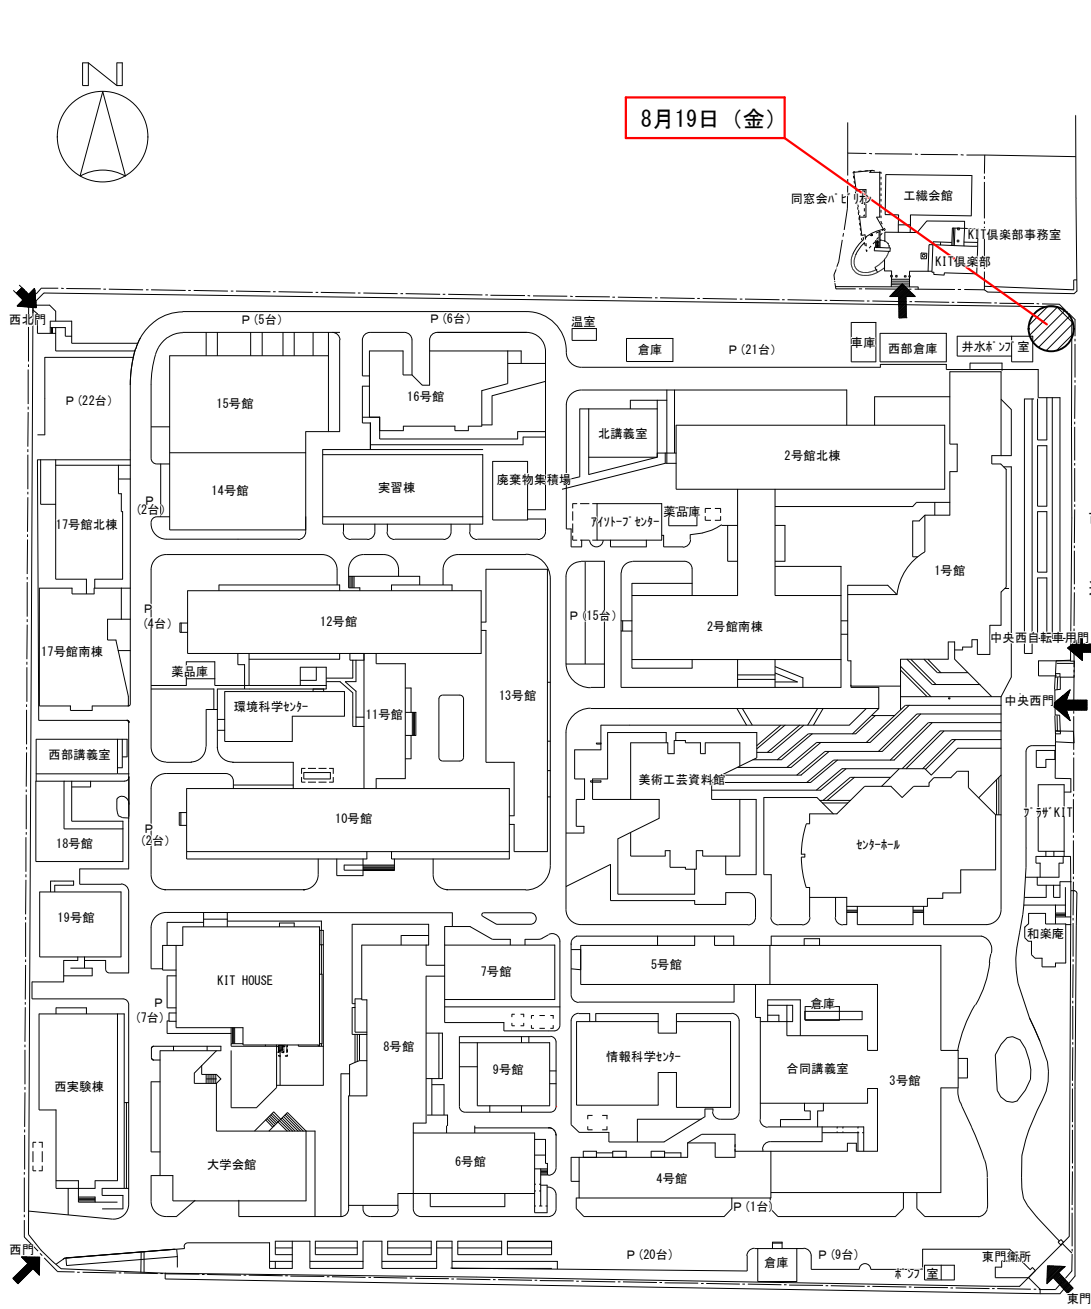 N
8月19日（金）
同窓会パビリオン
工繊会館
KIT倶楽部事務室
KIT倶楽部
西北門
P(5台)
P(6台)
温室
倉庫
P(21台)
車庫
西部倉庫
井水ポンプ室
P(22台)
15号館
16号館
北講義室
2号館北棟
14号館
実習棟
廃棄物集積場
P
(2台)
17号館北棟
アイソトープセンター
薬品庫
1号館
12号館
P
(4台)
P(15台)
2号館南棟
中央西自転車用門
17号館南棟
薬品庫
環境科学センター
11号館
13号館
中央西門
西部講義室
美術工芸資料館
10号館
P
(2台)
18号館
センターホール
プラザKIT
19号館
和楽庵
KIT HOUSE
7号館
5号館
P
(7台)
倉庫
8号館
9号館
情報科学センター
合同講義室
3号館
西実験棟
大学会館
6号館
4号館
P(1台)
西門
P(20台)
倉庫
P(9台)
ポンプ室
東門衛所
東門